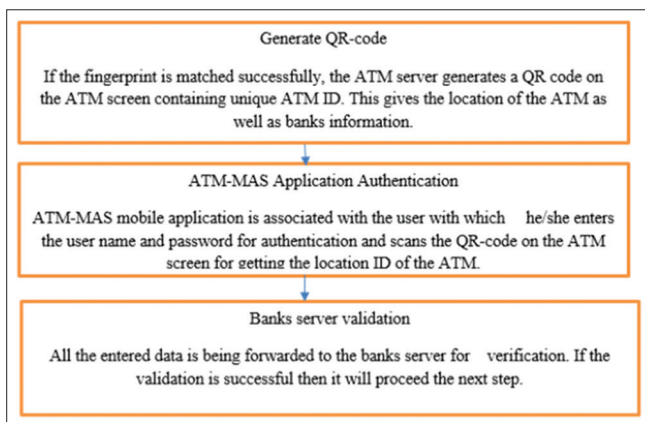 Generate QR-code
If the fingerprint is matched successfully, the ATM server generates a QR code on
the ATM screen containing unique ATM ID. This gives the location of the ATM as
well as banks information.
ATM-MAS Application Authentication
ATM-MAS mobile application is associated with the user with which he/she enters
the user name and password for authentication and scans the QR-code on the ATM
screen for getting the location ID of the ATM.
Banks server validation
All the entered data is being forwarded to the banks server for verification. If the
validation is successful then it will proceed the next step.